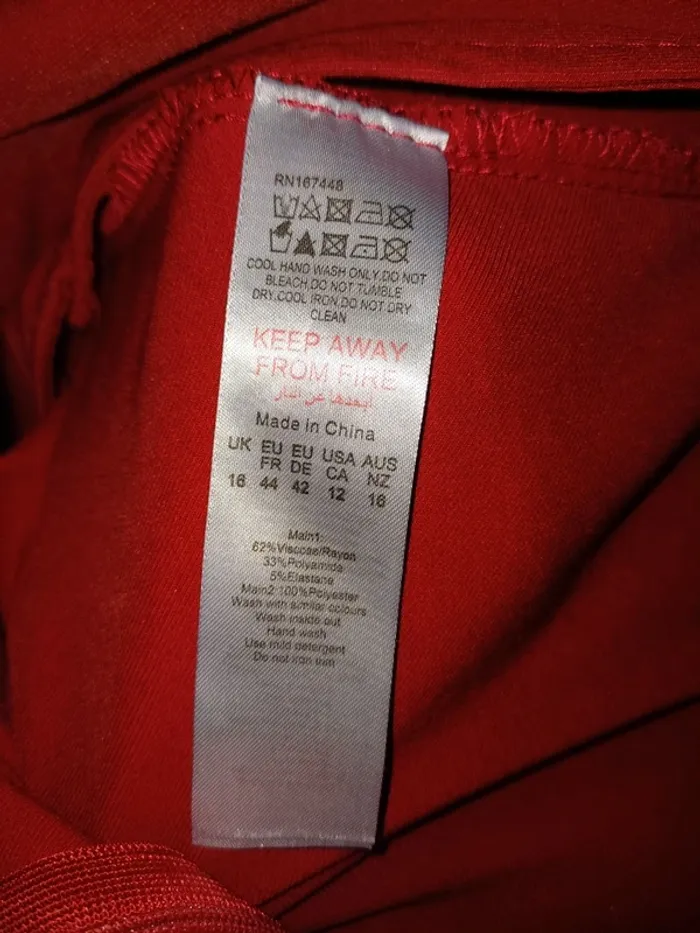 RN167448
COOL HAND WASH ONLY,DO NOT
BLEACH,DO NOT TUMBLE
DRY,COOL IRON,DO NOT DRY
CLEAN
KEEP AWAY
FROM FIRE
أبعدها عن النار
Made in China
UK EU EU USA AUS
FR DE CA NZ
16 44 42 12 16
Main1:
62%Viscose/Rayon
33%Polyamide
5%Elastane
Main2:100%Polyester
Wash with similar colours
Wash inside out
Hand wash
Use mild detergent
Do not iron trim